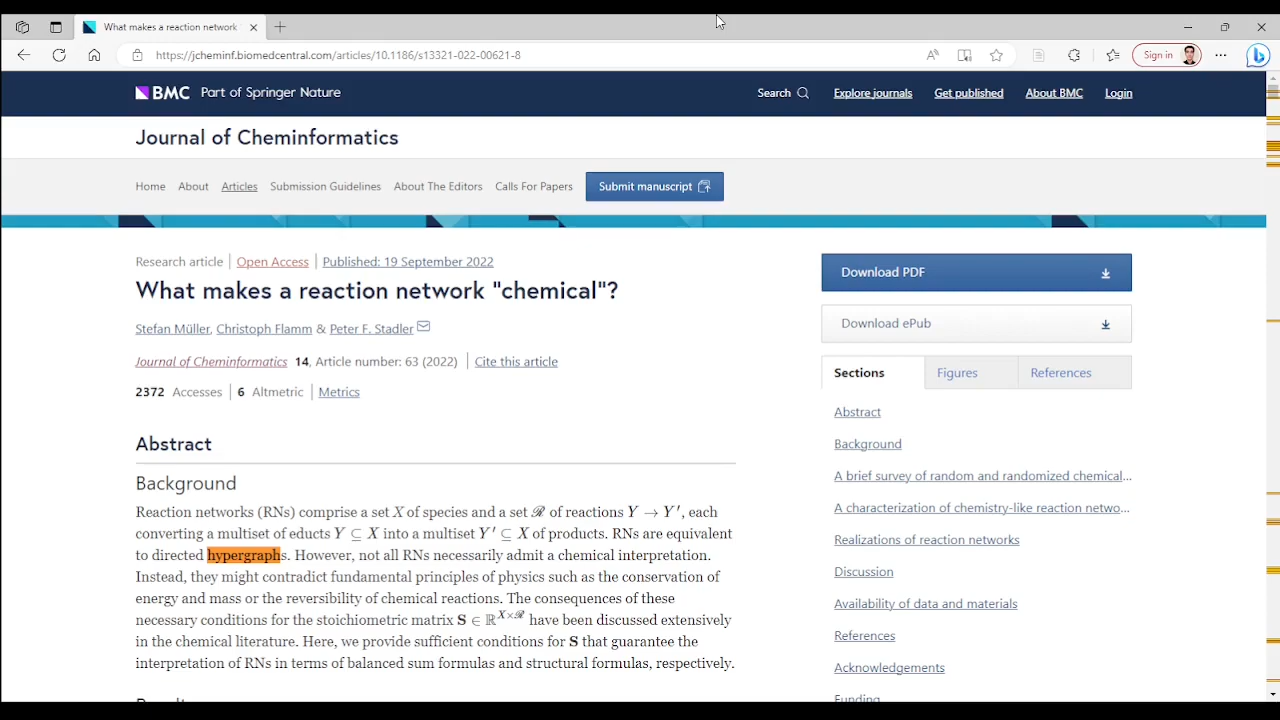 What makes a reaction network
https://jcheminf.biomedcentral.com/articles/10.1186/s13321-022-00621-8
Sign in
BMC Part of Springer Nature
Search
Explore journals
Get published
About BMC
Login
Journal of Cheminformatics
Home About Articles Submission Guidelines About The Editors Calls For Papers Submit manuscript
Research article | Open Access | Published: 19 September 2022
What makes a reaction network "chemical"?
Stefan Müller, Christoph Flamm & Peter F. Stadler
Journal of Cheminformatics 14, Article number: 63 (2022) | Cite this article
2372 Accesses | 6 Altmetric | Metrics
Abstract
Background
Reaction networks (RNs) comprise a set X of species and a set ℛ of reactions Y → Y′, each
converting a multiset of educts Y ⊆ X into a multiset Y′ ⊆ X of products. RNs are equivalent
to directed hypergraphs. However, not all RNs necessarily admit a chemical interpretation.
Instead, they might contradict fundamental principles of physics such as the conservation of
energy and mass or the reversibility of chemical reactions. The consequences of these
necessary conditions for the stoichiometric matrix S ∈ ℝ^{X×ℛ} have been discussed extensively
in the chemical literature. Here, we provide sufficient conditions for S that guarantee the
interpretation of RNs in terms of balanced sum formulas and structural formulas, respectively.
Download PDF
Download ePub
Sections Figures References
Abstract
Background
A brief survey of random and randomized chemical...
A characterization of chemistry-like reaction netwo...
Realizations of reaction networks
Discussion
Availability of data and materials
References
Acknowledgements
Funding